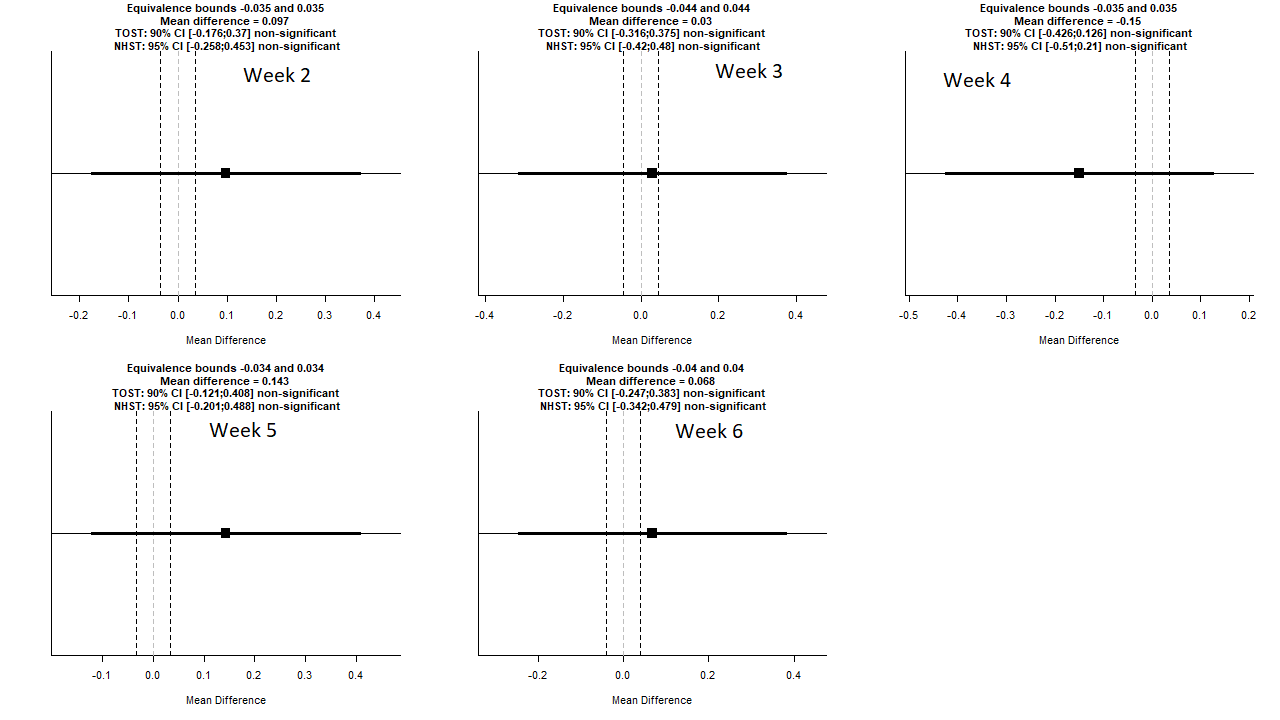 Equivalence bounds -0.035 and 0.035
Mean difference = 0.097
TOST: 90% CI [-0.176;0.37] non-significant
NHST: 95% CI [-0.258;0.453] non-significant
Week 2
-0.2 -0.1 0.0 0.1 0.2 0.3 0.4
Mean Difference
Equivalence bounds -0.044 and 0.044
Mean difference = 0.03
TOST: 90% CI [-0.316;0.375] non-significant
NHST: 95% CI [-0.42;0.48] non-significant
Week 3
-0.4 -0.2 0.0 0.2 0.4
Mean Difference
Equivalence bounds -0.035 and 0.035
Mean difference = -0.15
TOST: 90% CI [-0.426;0.126] non-significant
NHST: 95% CI [-0.51;0.21] non-significant
Week 4
-0.5 -0.4 -0.3 -0.2 -0.1 0.0 0.1 0.2
Mean Difference
Equivalence bounds -0.034 and 0.034
Mean difference = 0.143
TOST: 90% CI [-0.121;0.408] non-significant
NHST: 95% CI [-0.201;0.488] non-significant
Week 5
-0.1 0.0 0.1 0.2 0.3 0.4
Mean Difference
Equivalence bounds -0.04 and 0.04
Mean difference = 0.068
TOST: 90% CI [-0.247;0.383] non-significant
NHST: 95% CI [-0.342;0.479] non-significant
Week 6
-0.2 0.0 0.2 0.4
Mean Difference